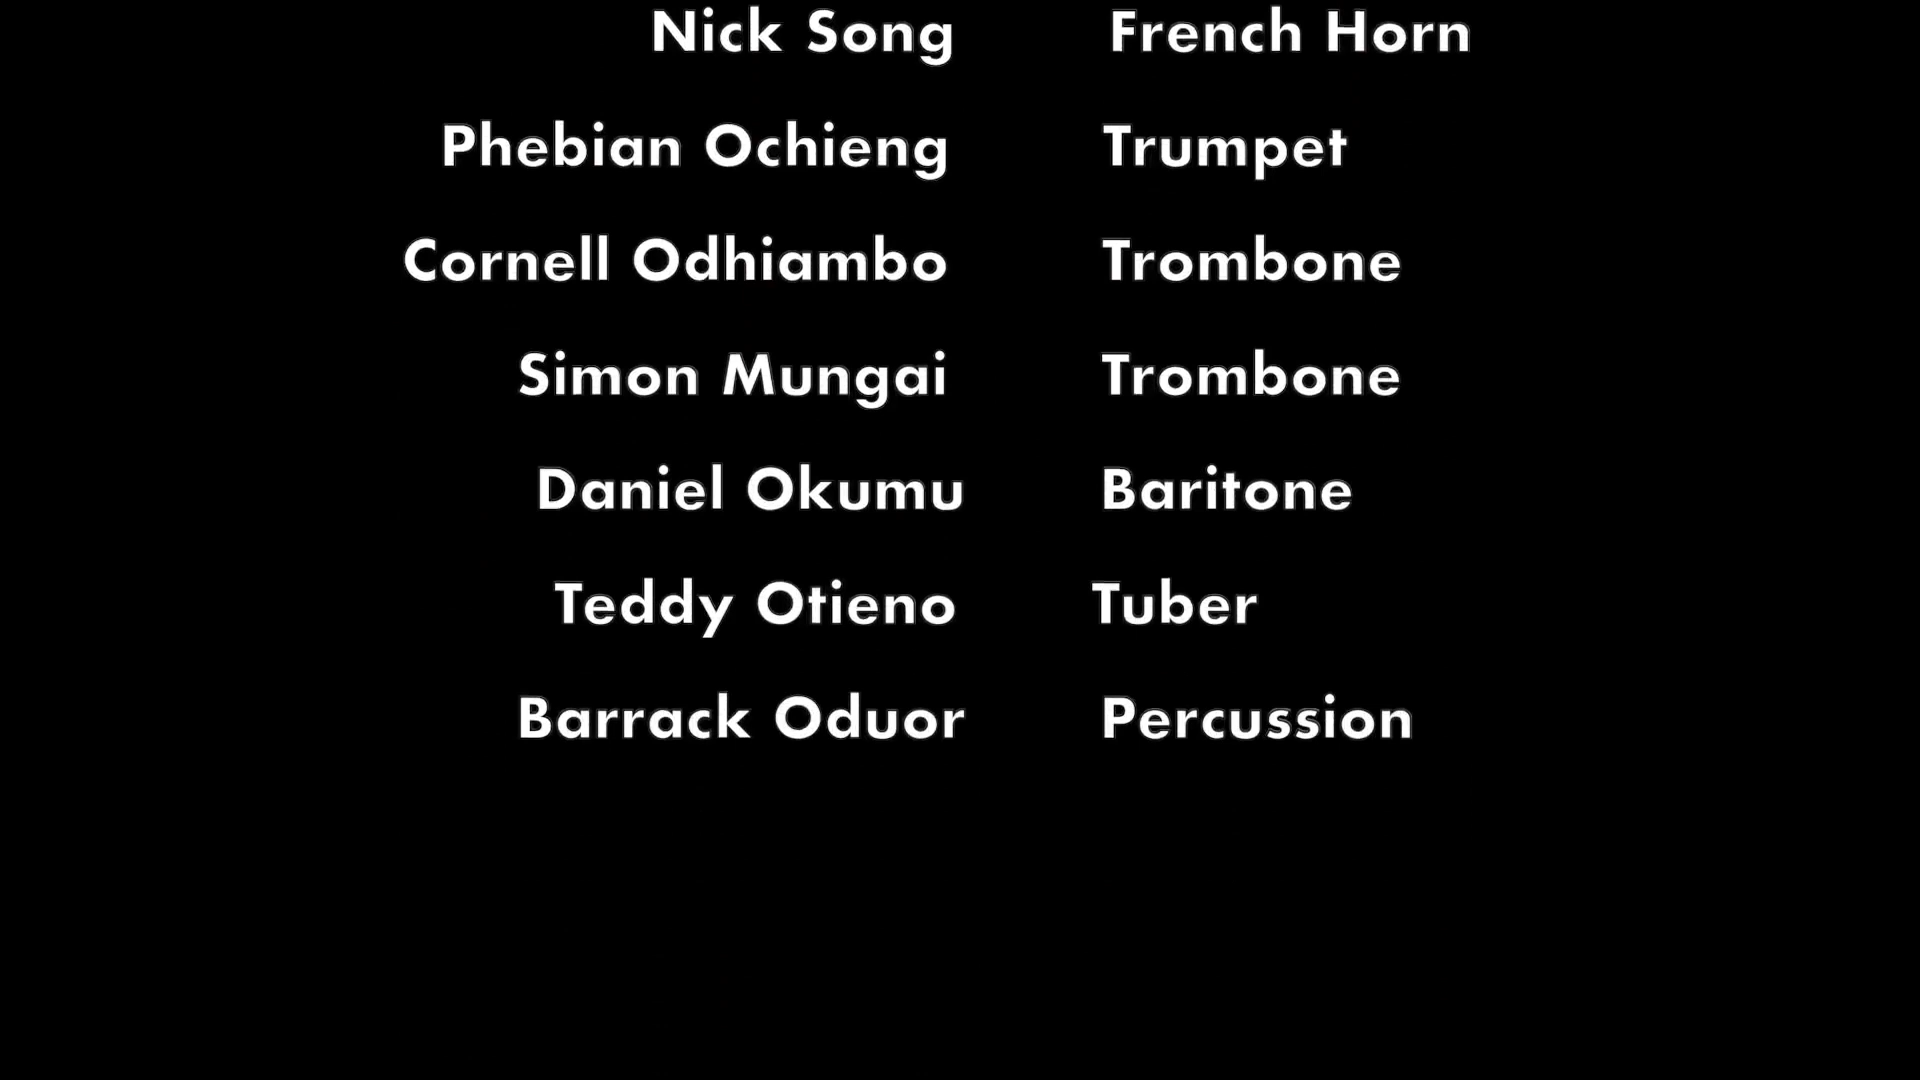 Nick Song French Horn
Phebian Ochieng Trumpet
Cornell Odhiambo Trombone
Simon Mungai Trombone
Daniel Okumu Baritone
Teddy Otieno Tuber
Barrack Oduor Percussion